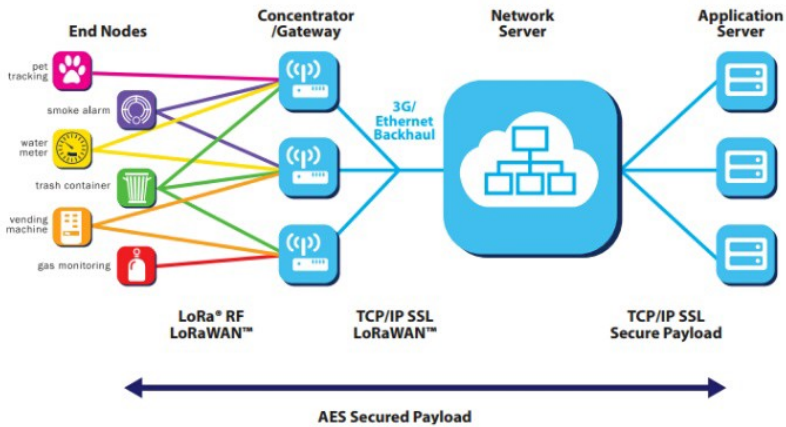 End Nodes
Concentrator
/Gateway
Network
Server
Application
Server
pet
tracking
smoke alarm
water
meter
trash container
vending
machine
gas monitoring
3G/
Ethernet
Backhaul
LoRa® RF
LoRaWAN™
TCP/IP SSL
LoRaWAN™
TCP/IP SSL
Secure Payload
AES Secured Payload